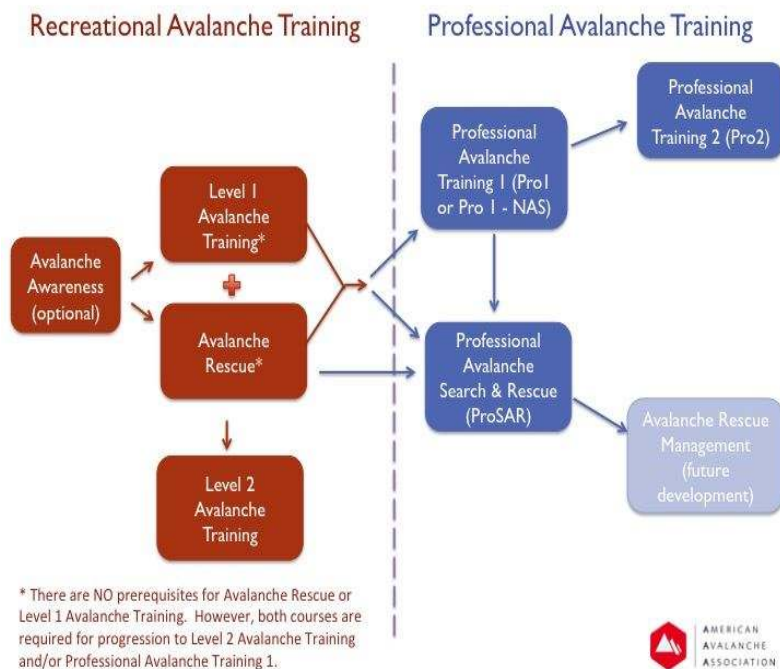 Recreational Avalanche Training
Professional Avalanche Training
Avalanche
Awareness
(optional)
Level 1
Avalanche
Training*
Avalanche
Rescue*
Level 2
Avalanche
Training
Professional
Avalanche
Training 1 (Pro1
or Pro 1 - NAS)
Professional
Avalanche
Training 2 (Pro2)
Professional
Avalanche
Search & Rescue
(ProSAR)
Avalanche Rescue
Management
(future
development)
* There are NO prerequisites for Avalanche Rescue or
Level 1 Avalanche Training. However, both courses are
required for progression to Level 2 Avalanche Training
and/or Professional Avalanche Training 1.
AMERICAN
AVALANCHE
ASSOCIATION